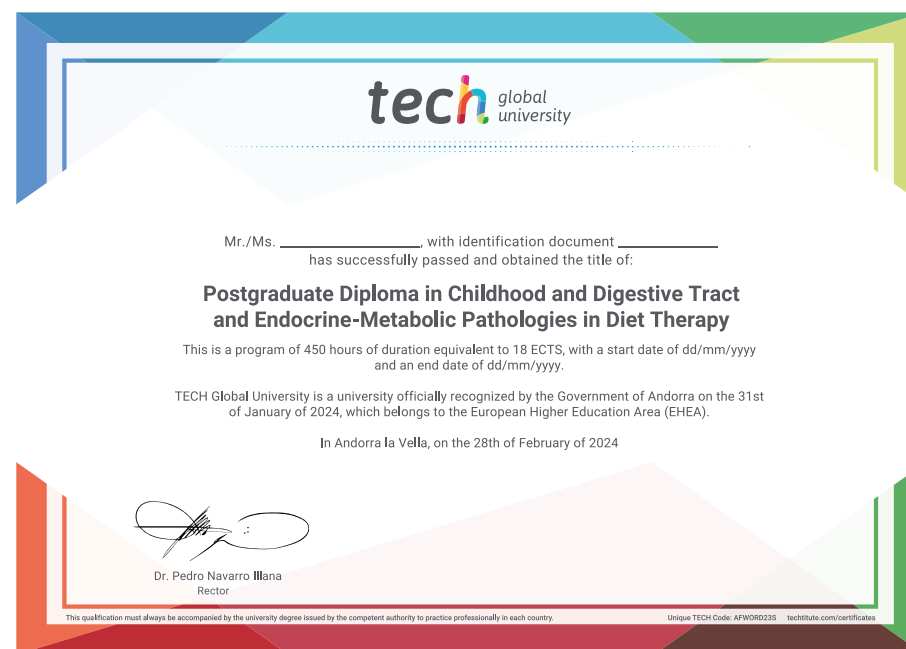 tech global
university
Mr./Ms. ____________, with identification document ____________
has successfully passed and obtained the title of:
Postgraduate Diploma in Childhood and Digestive Tract
and Endocrine-Metabolic Pathologies in Diet Therapy
This is a program of 450 hours of duration equivalent to 18 ECTS, with a start date of dd/mm/yyyy
and an end date of dd/mm/yyyy.
TECH Global University is a university officially recognized by the Government of Andorra on the 31st
of January of 2024, which belongs to the European Higher Education Area (EHEA).
In Andorra la Vella, on the 28th of February of 2024
Dr. Pedro Navarro Illana
Rector
This qualification must always be accompanied by the university degree issued by the competent authority to practice professionally in each country.
Unique TECH Code: AFWORD23S techtitute.com/certificates